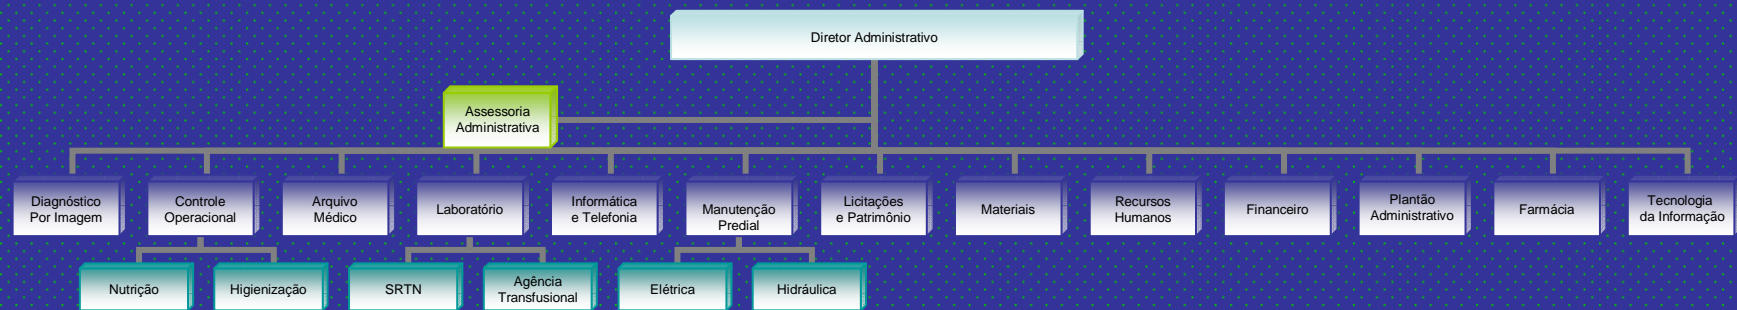 Diretor Administrativo
Assessoria
Administrativa
Diagnóstico
Por Imagem
Controle
Operacional
Arquivo
Médico
Laboratório
Informática
e Telefonia
Manutenção
Predial
Licitações
e Patrimônio
Materiais
Recursos
Humanos
Financeiro
Plantão
Administrativo
Farmácia
Tecnologia
da Informação
Nutrição
Higienização
SRTN
Agência
Transfusional
Elétrica
Hidráulica